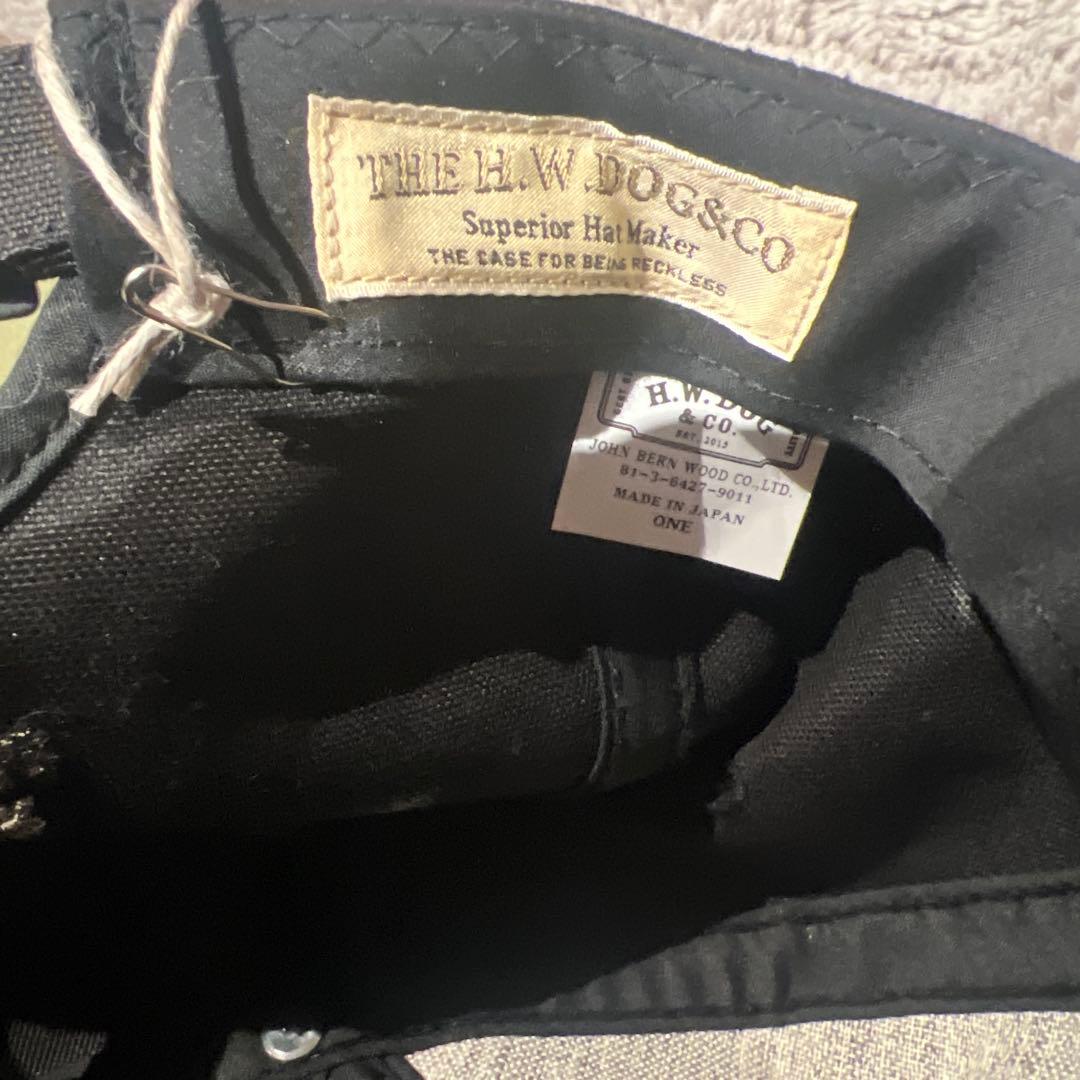 THE H.W.DOG&CO
Superior Hat Maker
THE CASE FOR BEING RECKLESS
H.W. DOG
& CO.
EST. 2015
JOHN BERN WOOD CO.,LTD.
81-3-6427-9011
MADE IN JAPAN
ONE